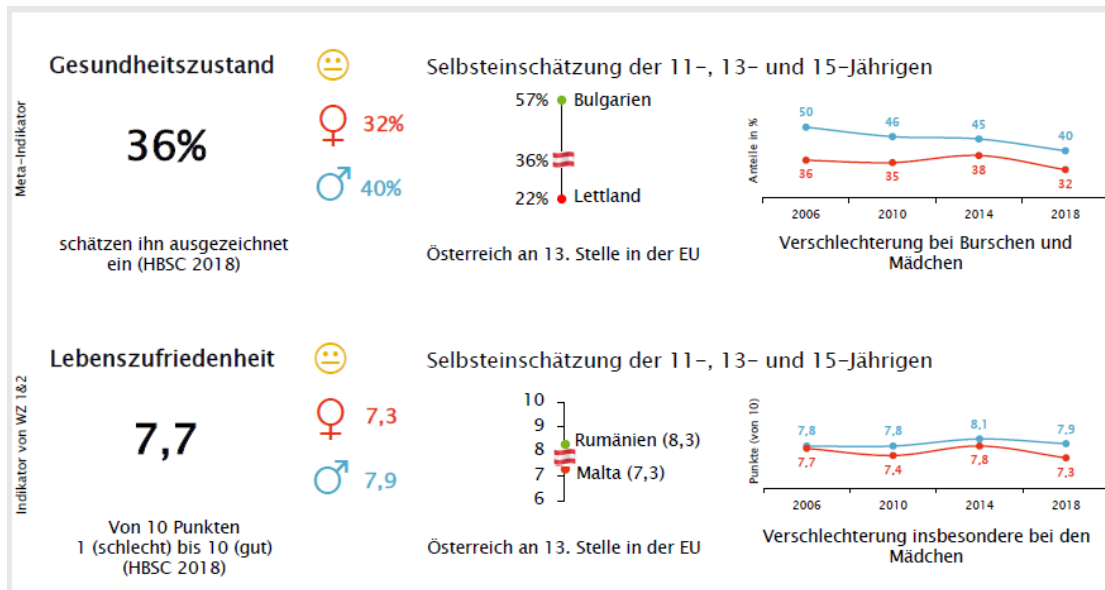 Meta-Indikator
Gesundheitszustand
36%
32%
40%
schätzen ihn ausgezeichnet
ein (HBSC 2018)
Selbsteinschätzung der 11-, 13- und 15-Jährigen
57% Bulgarien
36%
22% Lettland
Österreich an 13. Stelle in der EU
Anteile in %
50 46 45 40
36 35 38 32
2006 2010 2014 2018
Verschlechterung bei Burschen und
Mädchen
Indikator von WZ 1&2
Lebenszufriedenheit
7,7
7,3
7,9
Von 10 Punkten
1 (schlecht) bis 10 (gut)
(HBSC 2018)
Selbsteinschätzung der 11-, 13- und 15-Jährigen
10
9
Rumänien (8,3)
8
7 Malta (7,3)
6
Österreich an 13. Stelle in der EU
Punkte (von 10)
7,8 7,8 8,1 7,9
7,7 7,4 7,8 7,3
2006 2010 2014 2018
Verschlechterung insbesondere bei den
Mädchen